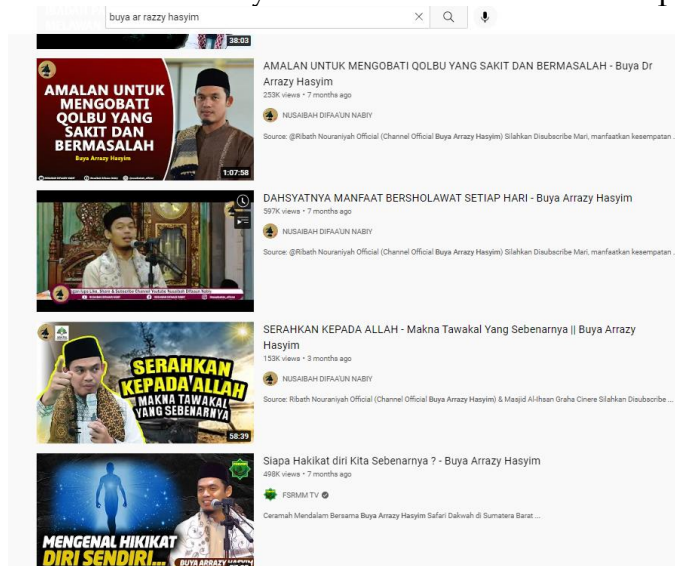 buya ar razzy hasyim
38:03
AMALAN UNTUK
MENGOBATI
QOLBU YANG
SAKIT DAN
BERMASALAH
Buya Arrazy Hasyim
1:07:58
AMALAN UNTUK MENGOBATI QOLBU YANG SAKIT DAN BERMASALAH - Buya Dr
Arrazy Hasyim
253K views • 7 months ago
NUSAIBAH DIFAA'UN NABIY
Source: @Ribath Nouraniyah Official (Channel Official Buya Arrazy Hasyim) Silahkan Disubscribe Mari, manfaatkan kesempatan .
DAHSYATNYA MANFAAT BERSHOLAWAT SETIAP HARI - Buya Arrazy Hasyim
597K views • 7 months ago
NUSAIBAH DIFAA'UN NABIY
Source: @Ribath Nouraniyah Official (Channel Official Buya Arrazy Hasyim) Silahkan Disubscribe Mari, manfaatkan kesempatan .
SERAHKAN
KEPADA ALLAH
MAKNA TAWAKAL
YANG SEBENARNYA
58:39
SERAHKAN KEPADA ALLAH - Makna Tawakal Yang Sebenarnya || Buya Arrazy
Hasyim
153K views • 3 months ago
NUSAIBAH DIFAA'UN NABIY
Source: Ribath Nouraniyah Official (Channel Official Buya Arrazy Hasyim) & Masjid Al-Ihsan Graha Cinere Silahkan Disubscribe ...
MENGENAL HIKIKAT
DIRI SENDIRI...
BUYA ARRAZY HASYIM
Siapa Hakikat diri Kita Sebenarnya ? - Buya Arrazy Hasyim
498K views • 7 months ago
FSRMM TV
Ceramah Mendalam Bersama Buya Arrazy Hasyim Safari Dakwah di Sumatera Barat ...